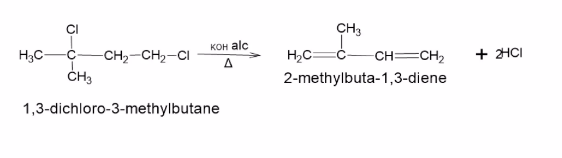 Cl
CH₃
H₃C—C—CH₂–CH₂–Cl KOH alc H₂C=C—CH=CH₂ + 2HCl
Δ
CH₃
2-methylbuta-1,3-diene
1,3-dichloro-3-methylbutane